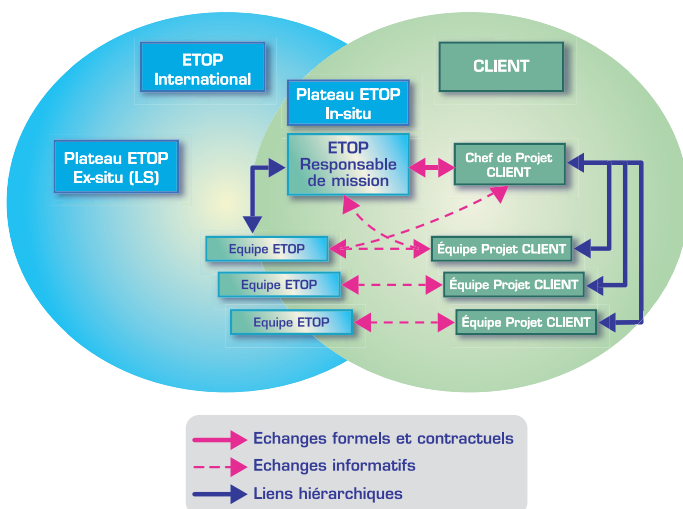 ETOP
International
CLIENT
Plateau ETOP
In-situ
Plateau ETOP
Ex-situ (LS)
ETOP
Responsable
de mission
Chef de Projet
CLIENT
Equipe ETOP
Équipe Projet CLIENT
Equipe ETOP
Équipe Projet CLIENT
Equipe ETOP
Équipe Projet CLIENT
Echanges formels et contractuels
Echanges informatifs
Liens hiérarchiques